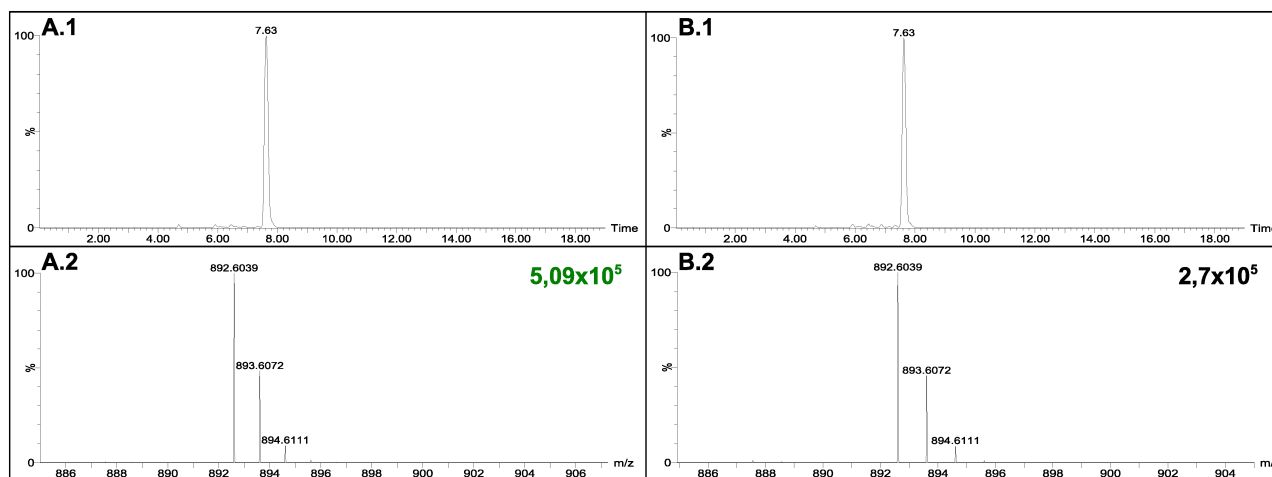 A.1
7.63
100
%
0
2.00 4.00 6.00 8.00 10.00 12.00 14.00 16.00 18.00 Time
B.1
7.63
100
%
0
2.00 4.00 6.00 8.00 10.00 12.00 14.00 16.00 18.00 Time
A.2
892.6039
5,09x10⁵
100
893.6072
%
894.6111
0
886 888 890 892 894 896 898 900 902 904 906 m/z
B.2
892.6039
2,7x10⁵
100
893.6072
%
894.6111
0
886 888 890 892 894 896 898 900 902 904 m/z